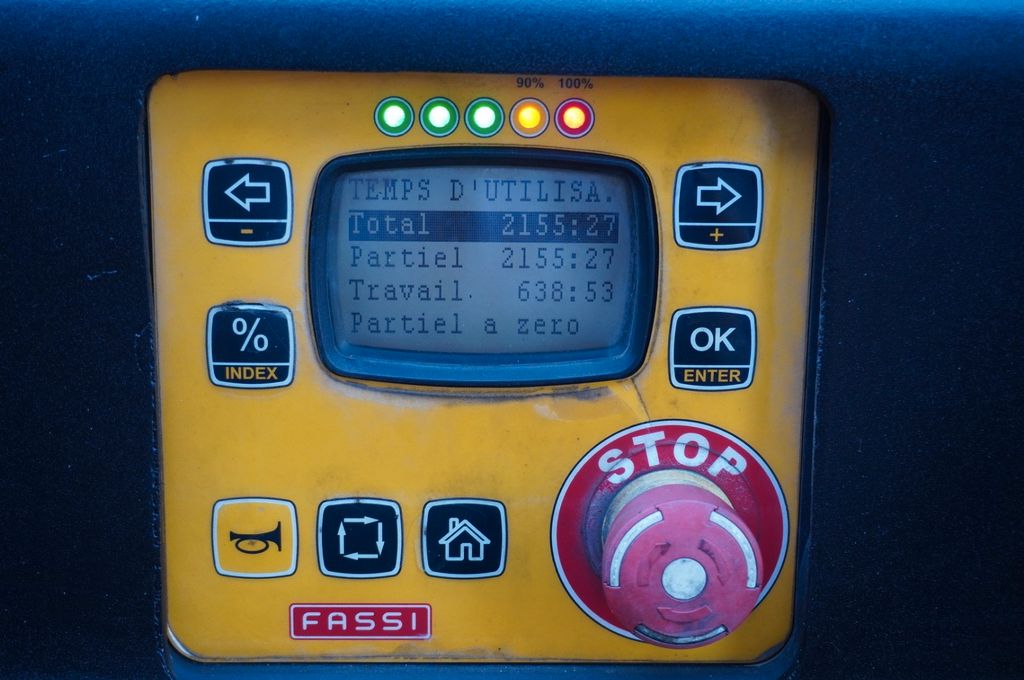 90% 100%
TEMPS D'UTILISA.
Total 2155:27
Partiel 2155:27
Travail. 638:53
Partiel a zero
-
+
%
INDEX
OK
ENTER
STOP
FASSI